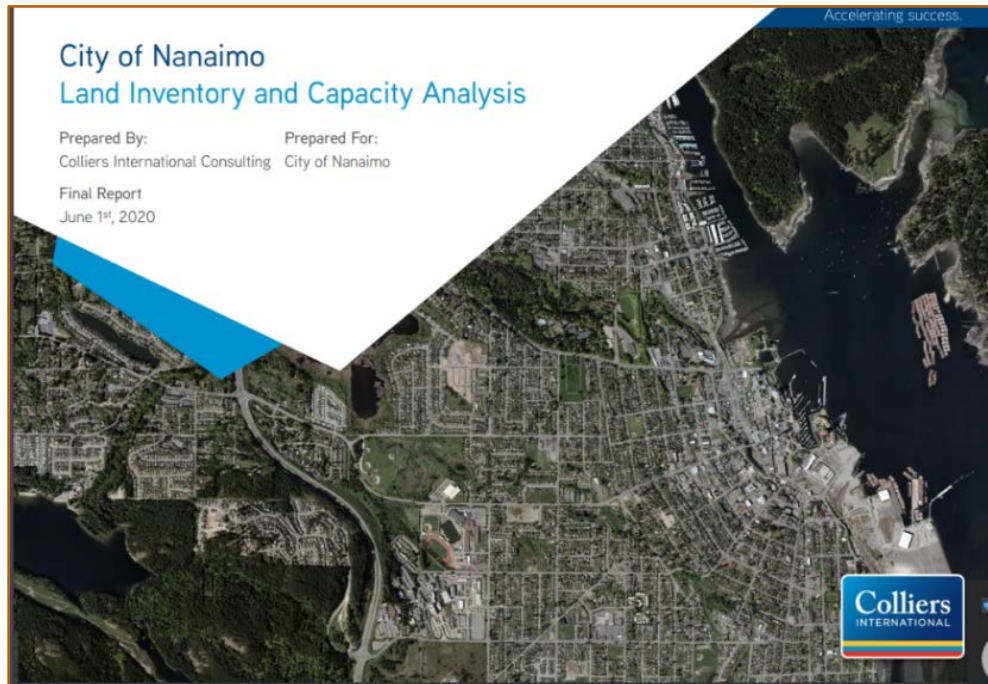 Accelerating success.
City of Nanaimo
Land Inventory and Capacity Analysis
Prepared By:
Colliers International Consulting
Prepared For:
City of Nanaimo
Final Report
June 1st, 2020
Colliers
INTERNATIONAL